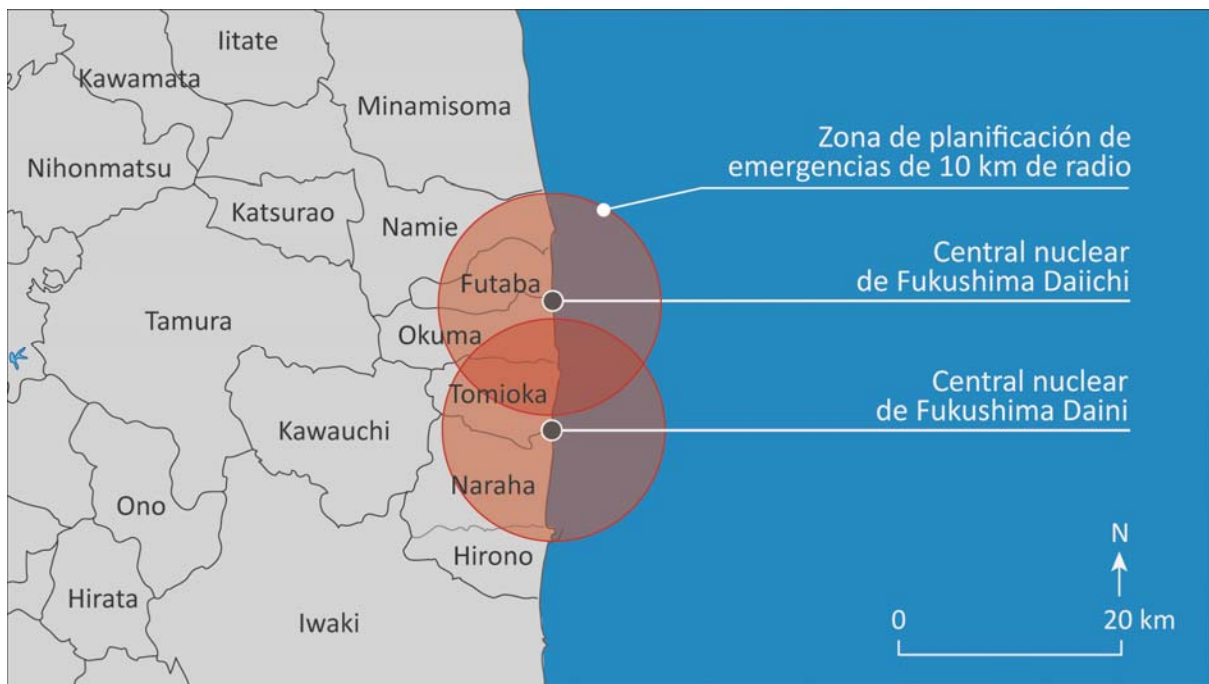 Iitate
Kawamata
Minamisoma
Nihonmatsu
Zona de planificación de
emergencias de 10 km de radio
Katsurao
Namie
Central nuclear
de Fukushima Daiichi
Futaba
Tamura
Okuma
Tomioka
Central nuclear
de Fukushima Daini
Kawauchi
Naraha
Ono
Hirono
N
Hirata
Iwaki
0 20 km